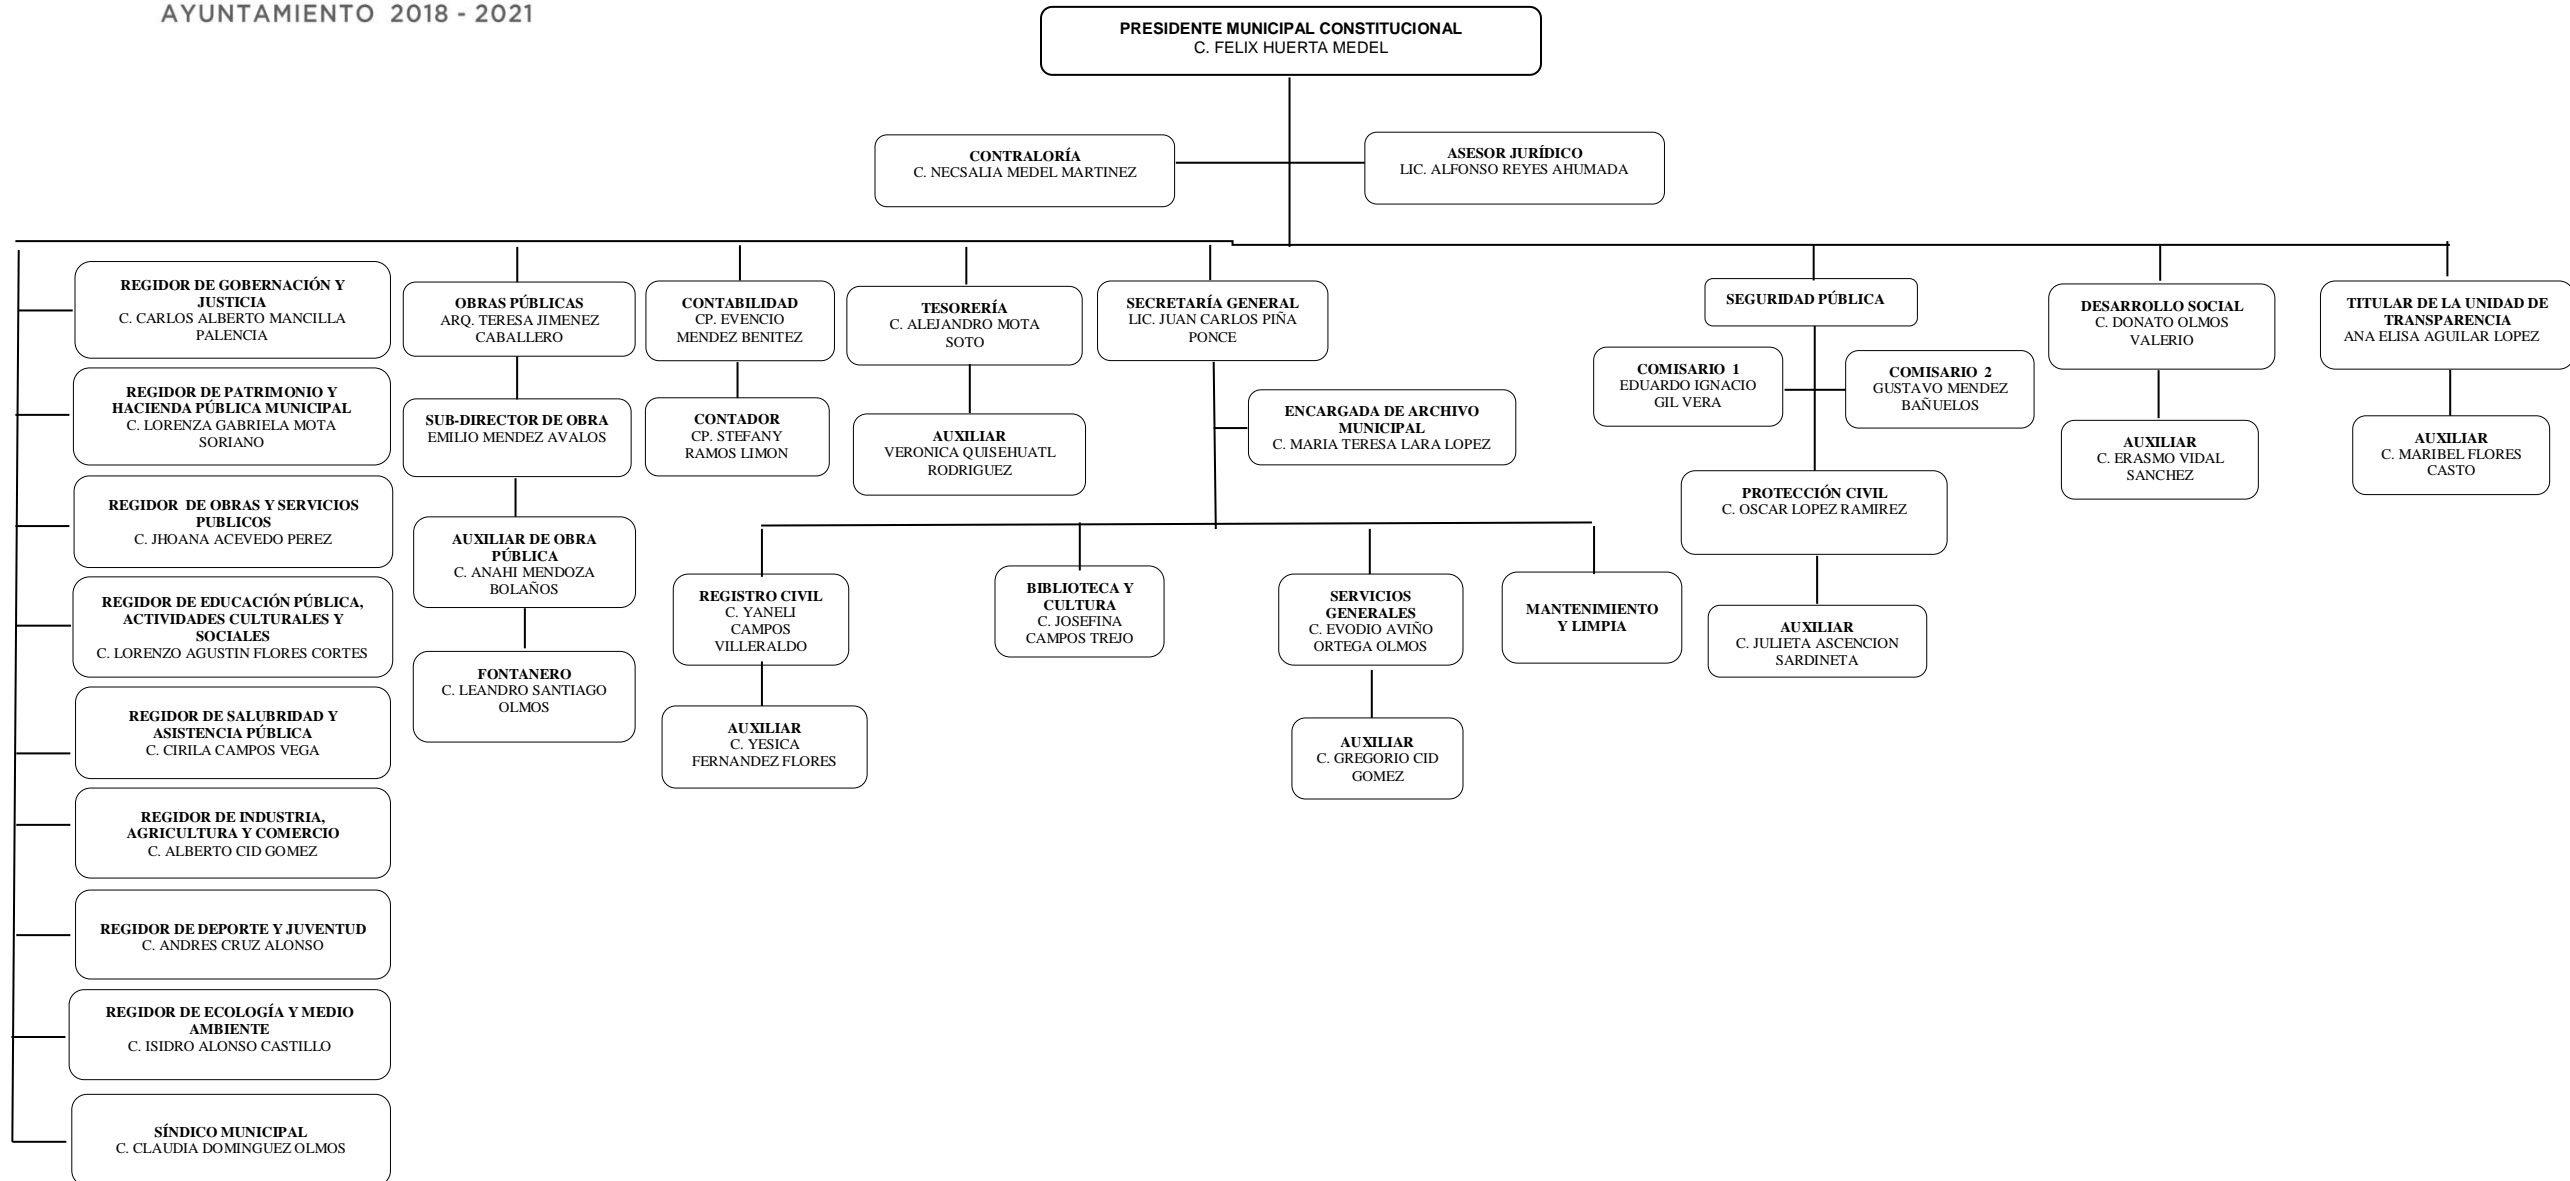 AYUNTAMIENTO 2018 - 2021
PRESIDENTE MUNICIPAL CONSTITUCIONAL
C. FELIX HUERTA MEDEL
CONTRALORÍA
C. NECSALIA MEDEL MARTINEZ
ASESOR JURÍDICO
LIC. ALFONSO REYES AHUMADA
REGIDOR DE GOBERNACIÓN Y
JUSTICIA
C. CARLOS ALBERTO MANCILLA
PALENCIA
REGIDOR DE PATRIMONIO Y
HACIENDA PÚBLICA MUNICIPAL
C. LORENZA GABRIELA MOTA
SORIANO
REGIDOR DE OBRAS Y SERVICIOS
PUBLICOS
C. JHOANA ACEVEDO PEREZ
REGIDOR DE EDUCACIÓN PÚBLICA,
ACTIVIDADES CULTURALES Y
SOCIALES
C. LORENZO AGUSTIN FLORES CORTES
REGIDOR DE SALUBRIDAD Y
ASISTENCIA PÚBLICA
C. CIRILA CAMPOS VEGA
REGIDOR DE INDUSTRIA,
AGRICULTURA Y COMERCIO
C. ALBERTO CID GOMEZ
REGIDOR DE DEPORTE Y JUVENTUD
C. ANDRES CRUZ ALONSO
REGIDOR DE ECOLOGÍA Y MEDIO
AMBIENTE
C. ISIDRO ALONSO CASTILLO
SÍNDICO MUNICIPAL
C. CLAUDIA DOMINGUEZ OLMOS
OBRAS PÚBLICAS
ARQ. TERESA JIMENEZ
CABALLERO
SUB-DIRECTOR DE OBRA
EMILIO MENDEZ AVALOS
AUXILIAR DE OBRA
PÚBLICA
C. ANAHI MENDOZA
BOLAÑOS
FONTANERO
C. LEANDRO SANTIAGO
OLMOS
CONTABILIDAD
CP. EVENCIO
MENDEZ BENITEZ
CONTADOR
CP. STEFANY
RAMOS LIMON
TESORERÍA
C. ALEJANDRO MOTA
SOTO
AUXILIAR
VERONICA QUISEHUATL
RODRIGUEZ
SECRETARÍA GENERAL
LIC. JUAN CARLOS PIÑA
PONCE
ENCARGADA DE ARCHIVO
MUNICIPAL
C. MARIA TERESA LARA LOPEZ
REGISTRO CIVIL
C. YANELI
CAMPOS
VILLERALDO
AUXILIAR
C. YESICA
FERNANDEZ FLORES
BIBLIOTECA Y
CULTURA
C. JOSEFINA
CAMPOS TREJO
SERVICIOS
GENERALES
C. EVODIO AVIÑO
ORTEGA OLMOS
AUXILIAR
C. GREGORIO CID
GOMEZ
MANTENIMIENTO
Y LIMPIA
SEGURIDAD PÚBLICA
COMISARIO 1
EDUARDO IGNACIO
GIL VERA
COMISARIO 2
GUSTAVO MENDEZ
BAÑUELOS
PROTECCIÓN CIVIL
C. OSCAR LOPEZ RAMIREZ
AUXILIAR
C. JULIETA ASCENCION
SARDINETA
DESARROLLO SOCIAL
C. DONATO OLMOS
VALERIO
AUXILIAR
C. ERASMO VIDAL
SANCHEZ
TITULAR DE LA UNIDAD DE
TRANSPARENCIA
ANA ELISA AGUILAR LOPEZ
AUXILIAR
C. MARIBEL FLORES
CASTO